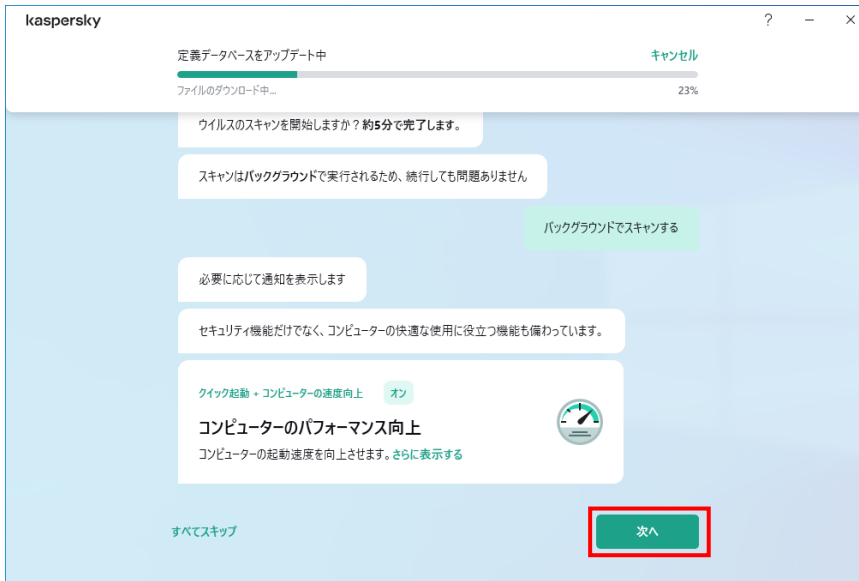 kaspersky
?
定義データベースをアップデート中
キャンセル
ファイルのダウンロード中...
23%
ウイルスのスキャンを開始しますか？約5分で完了します。
スキャンはバックグラウンドで実行されるため、続行しても問題ありません
バックグラウンドでスキャンする
必要に応じて通知を表示します
セキュリティ機能だけでなく、コンピューターの快適な使用に役立つ機能も備わっています。
クイック起動 + コンピューターの速度向上 オン
コンピューターのパフォーマンス向上
コンピューターの起動速度を向上させます。さらに表示する
すべてスキップ
次へ